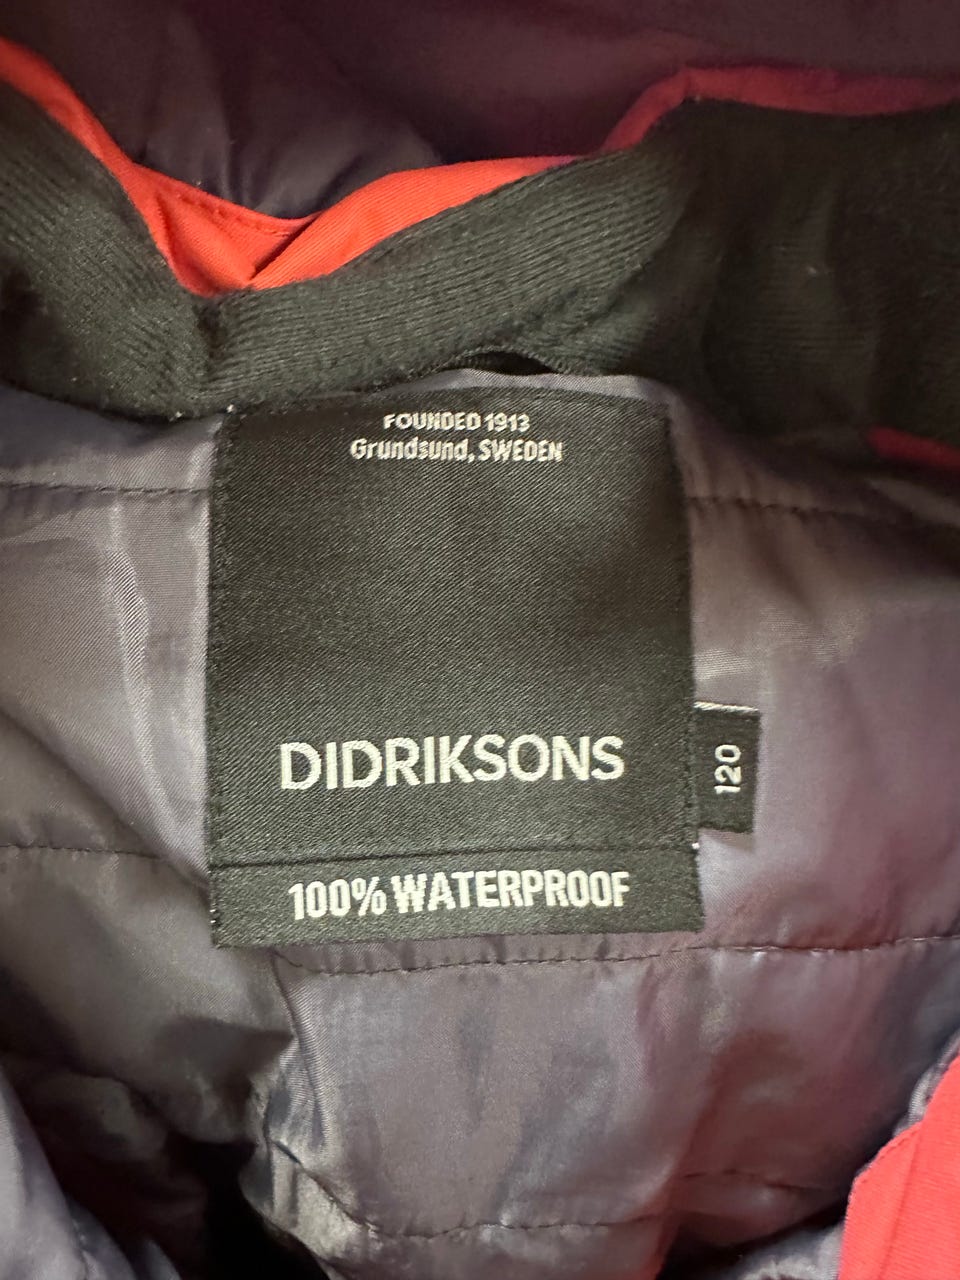 FOUNDED 1913
Grundsund, SWEDEN
DIDRIKSONS
120
100% WATERPROOF